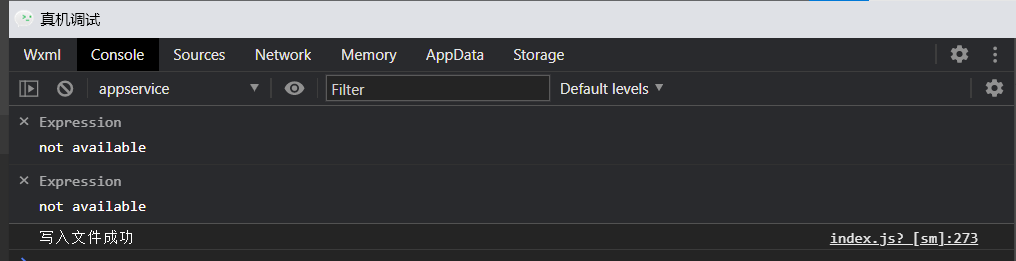 真机调试
Wxml Console Sources Network Memory AppData Storage
appservice Filter Default levels
Expression
not available
Expression
not available
写入文件成功 index.js? [sm]:273